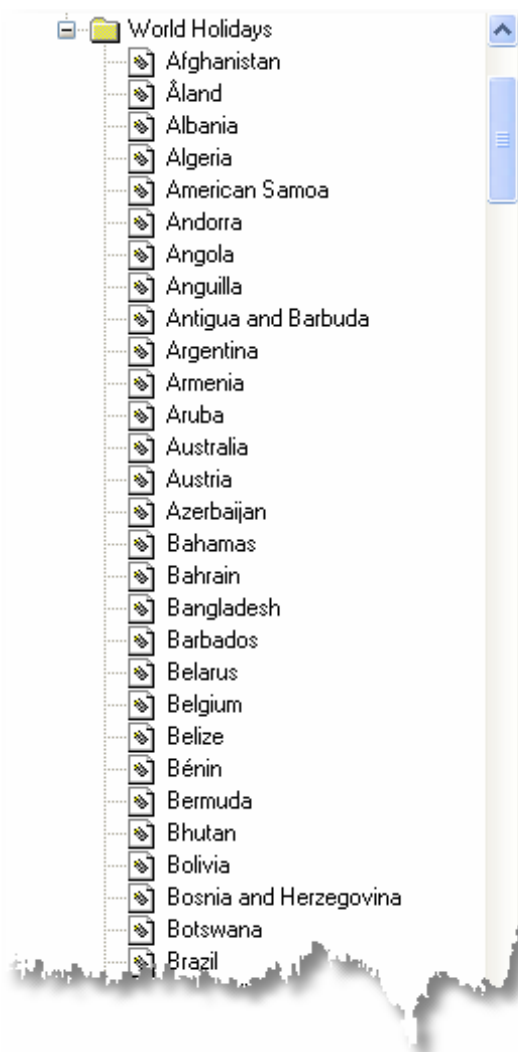 World Holidays
Afghanistan
Åland
Albania
Algeria
American Samoa
Andorra
Angola
Anguilla
Antigua and Barbuda
Argentina
Armenia
Aruba
Australia
Austria
Azerbaijan
Bahamas
Bahrain
Bangladesh
Barbados
Belarus
Belgium
Belize
Bénin
Bermuda
Bhutan
Bolivia
Bosnia and Herzegovina
Botswana
Brazil